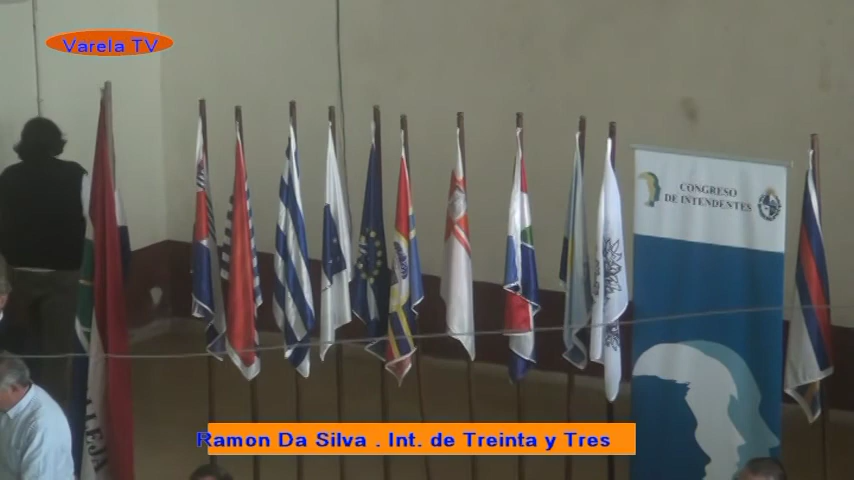 Varela TV
CONGRESO
DE INTENDENTES
Ramon Da Silva . Int. de Treinta y Tres